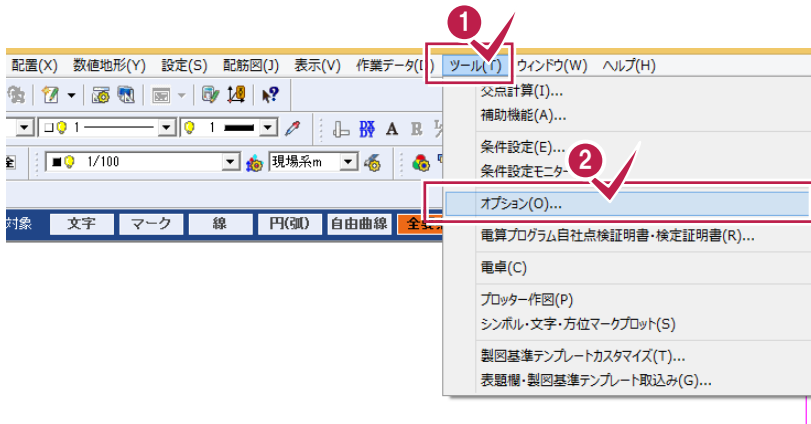 1
配置(X) 数値地形(Y) 設定(S) 配筋図(J) 表示(V) 作業データ( ) ツール(T) ウィンドウ(W) ヘルプ(H)
1 1
A
1/100 現場系m
対象 文字 マーク 線 円(弧) 自由曲線
交点計算(I)...
補助機能(A)...
条件設定(E)...
2
条件設定モニター
オプション(O)...
電算プログラム自社点検証明書・検定証明書(R)...
電卓(C)
プロッター作図(P)
シンボル・文字・方位マークプロット(S)
製図基準テンプレートカスタマイズ(T)...
表題欄・製図基準テンプレート取込み(G)...